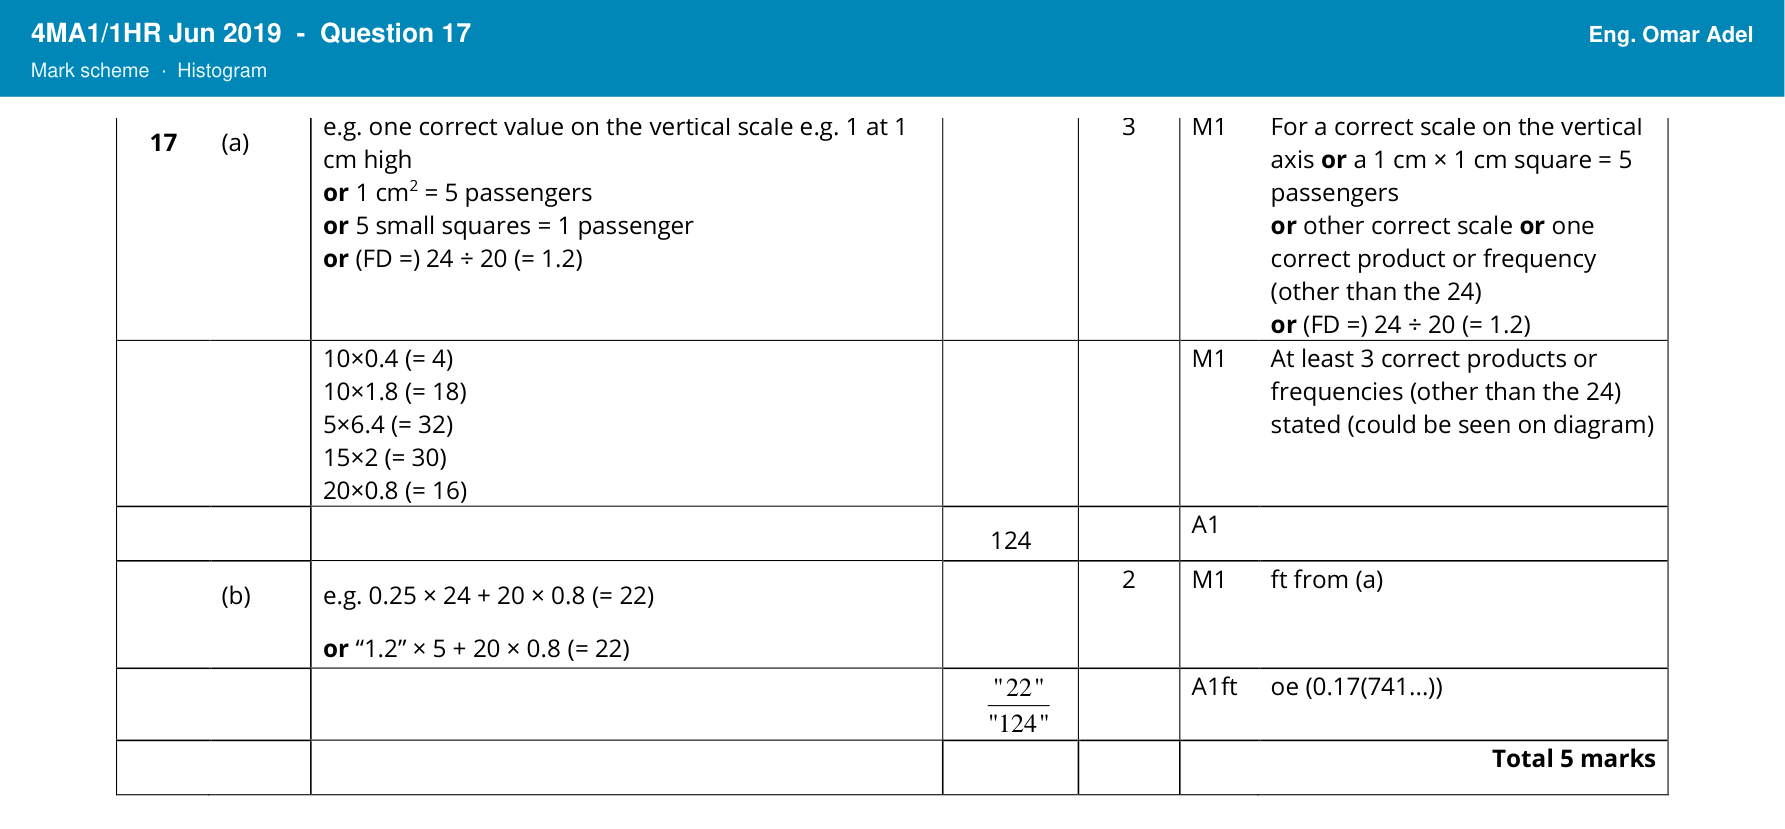 4MA1/1HR Jun 2019 - Question 17
Eng. Omar Adel
Mark scheme · Histogram
17 (a) e.g. one correct value on the vertical scale e.g. 1 at 1 3 M1 For a correct scale on the vertical
cm high axis or a 1 cm × 1 cm square = 5
or 1 cm² = 5 passengers passengers
or 5 small squares = 1 passenger or other correct scale or one
or (FD =) 24 ÷ 20 (= 1.2) correct product or frequency
(other than the 24)
or (FD =) 24 ÷ 20 (= 1.2)
10×0.4 (= 4) M1 At least 3 correct products or
10×1.8 (= 18) frequencies (other than the 24)
5×6.4 (= 32) stated (could be seen on diagram)
15×2 (= 30)
20×0.8 (= 16)
124 A1
(b) e.g. 0.25 × 24 + 20 × 0.8 (= 22) 2 M1 ft from (a)
or “1.2” × 5 + 20 × 0.8 (= 22)
"22"
"124"
A1ft oe (0.17(741...))
Total 5 marks